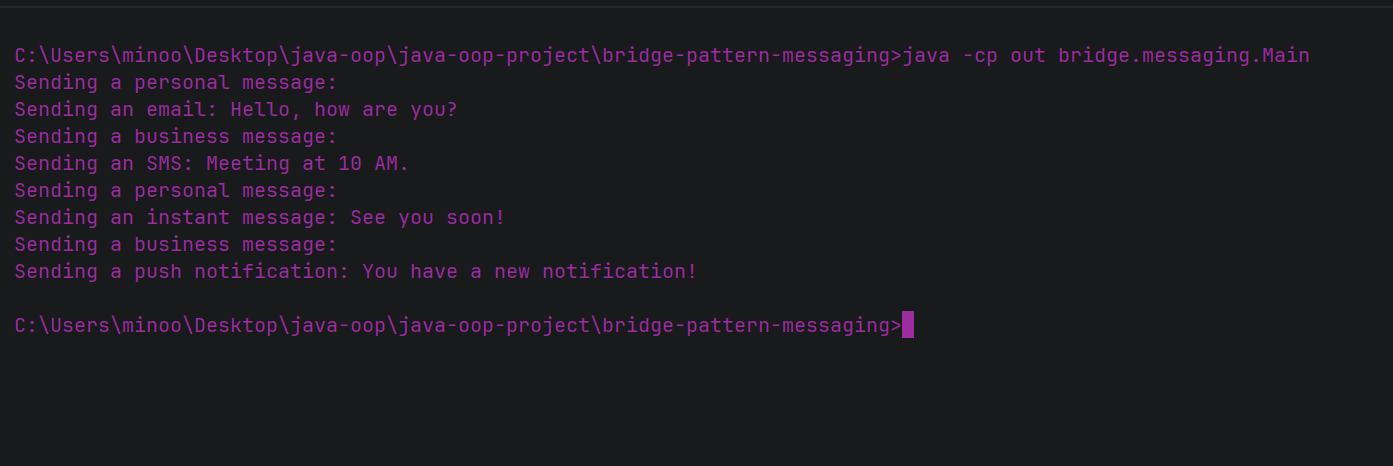 C:\Users\minoo\Desktop\java-oop\java-oop-project\bridge-pattern-messaging>java -cp out bridge.messaging.Main
Sending a personal message:
Sending an email: Hello, how are you?
Sending a business message:
Sending an SMS: Meeting at 10 AM.
Sending a personal message:
Sending an instant message: See you soon!
Sending a business message:
Sending a push notification: You have a new notification!
C:\Users\minoo\Desktop\java-oop\java-oop-project\bridge-pattern-messaging>